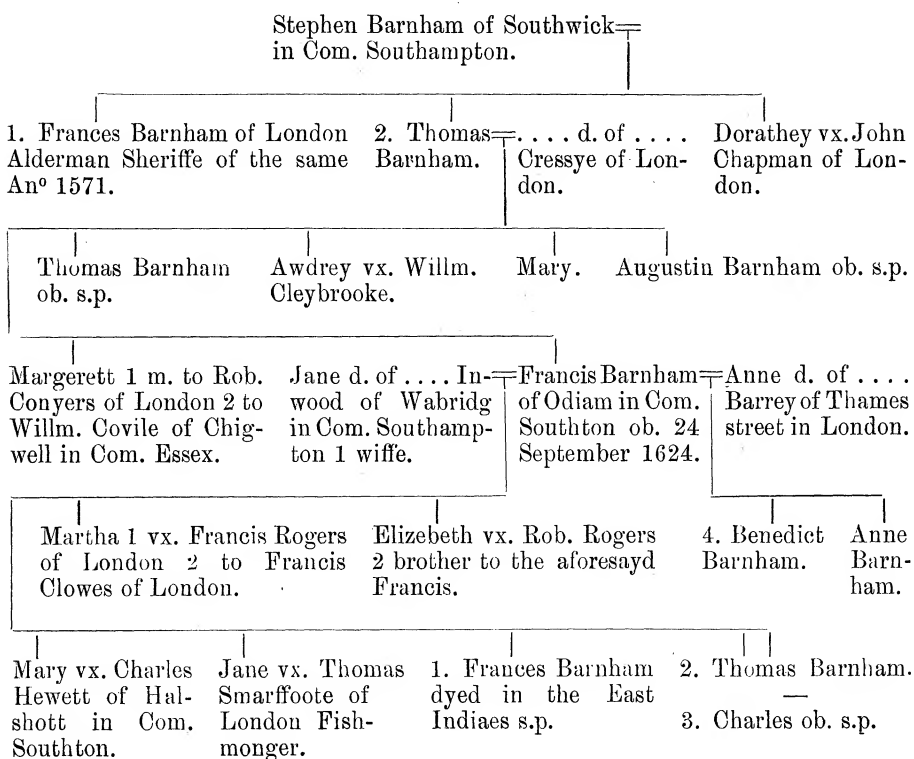 Stephen Barnham of Southwick
in Com. Southampton.
1. Frances Barnham of London
Alderman Sheriffe of the same
Anº 1571.
2. Thomas
Barnham.
. . . . d. of . . . .
Cressye of Lon-
don.
Dorathey vx. John
Chapman of Lon-
don.
Thomas Barnham
ob. s.p.
Awdrey vx. Willm.
Cleybrooke.
Mary.
Augustin Barnham ob. s.p.
Margerett 1 m. to Rob.
Conyers of London 2 to
Willm. Covile of Chig-
well in Com. Essex.
Jane d. of . . . . In-
wood of Wabridg
in Com. Southamp-
ton 1 wiffe.
Francis Barnham
of Odiam in Com.
Southton ob. 24
September 1624.
Anne d. of . . . .
Barrey of Thames
street in London.
Martha 1 vx. Francis Rogers
of London 2 to Francis
Clowes of London.
Elizebeth vx. Rob. Rogers
2 brother to the aforesayd
Francis.
4. Benedict
Barnham.
Anne
Barn-
ham.
Mary vx. Charles
Hewett of Hal-
shott in Com.
Southton.
Jane vx. Thomas
Smarffoote of
London Fish-
monger.
1. Frances Barnham
dyed in the East
Indiaes s.p.
2. Thomas Barnham.
—
3. Charles ob. s.p.